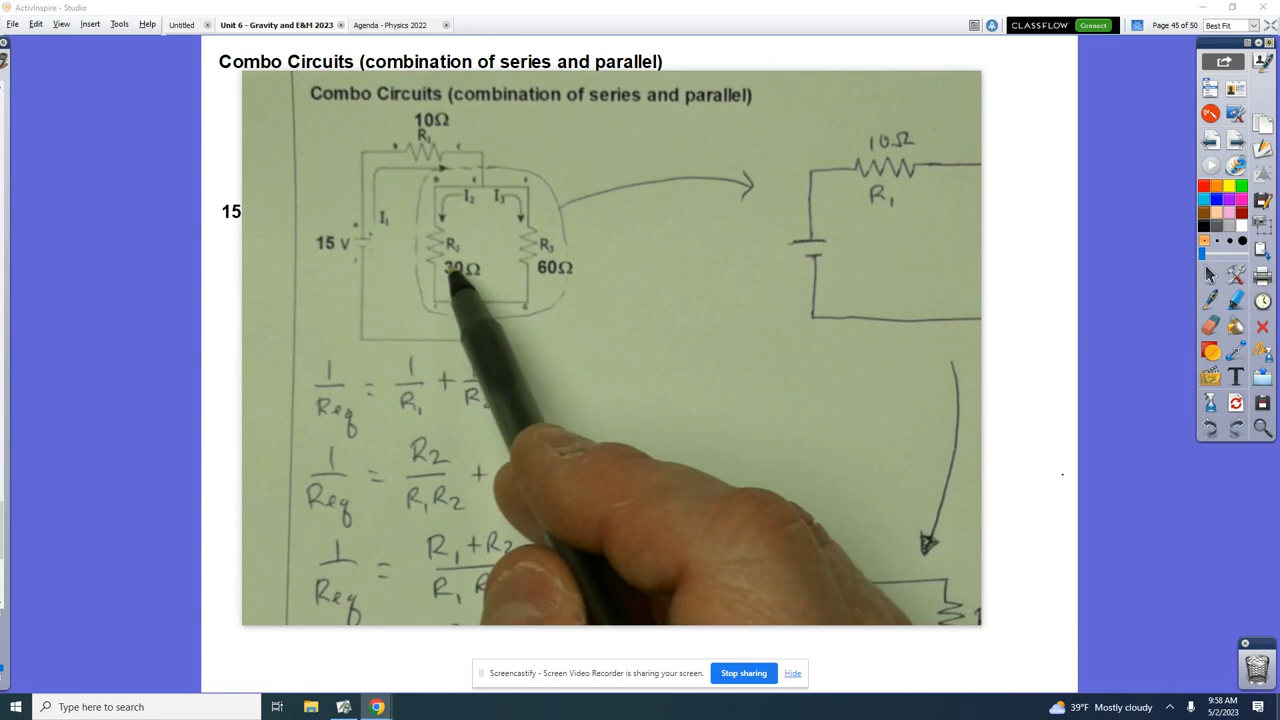 ActivInspire - Studio
File Edit View Insert Tools Help
Untitled
Unit 6 - Gravity and E&M 2023
Agenda - Physics 2022
CLASSFLOW Connect
Page 45 of 50
Best Fit
Combo Circuits (combination of series and parallel)
Combo Circuits (combination of series and parallel)
10Ω
R₁
15
15 V
I₁
I₂ I₃
R₂
30Ω
R₃
60Ω
10Ω
R₁
1/Req = 1/R₁ + 
1/Req = R₂/R₁R₂ +
1/Req = R₁+R₂/R₁
Screencastify - Screen Video Recorder is sharing your screen.
Stop sharing
Hide
Type here to search
39°F Mostly cloudy
9:58 AM
5/2/2023